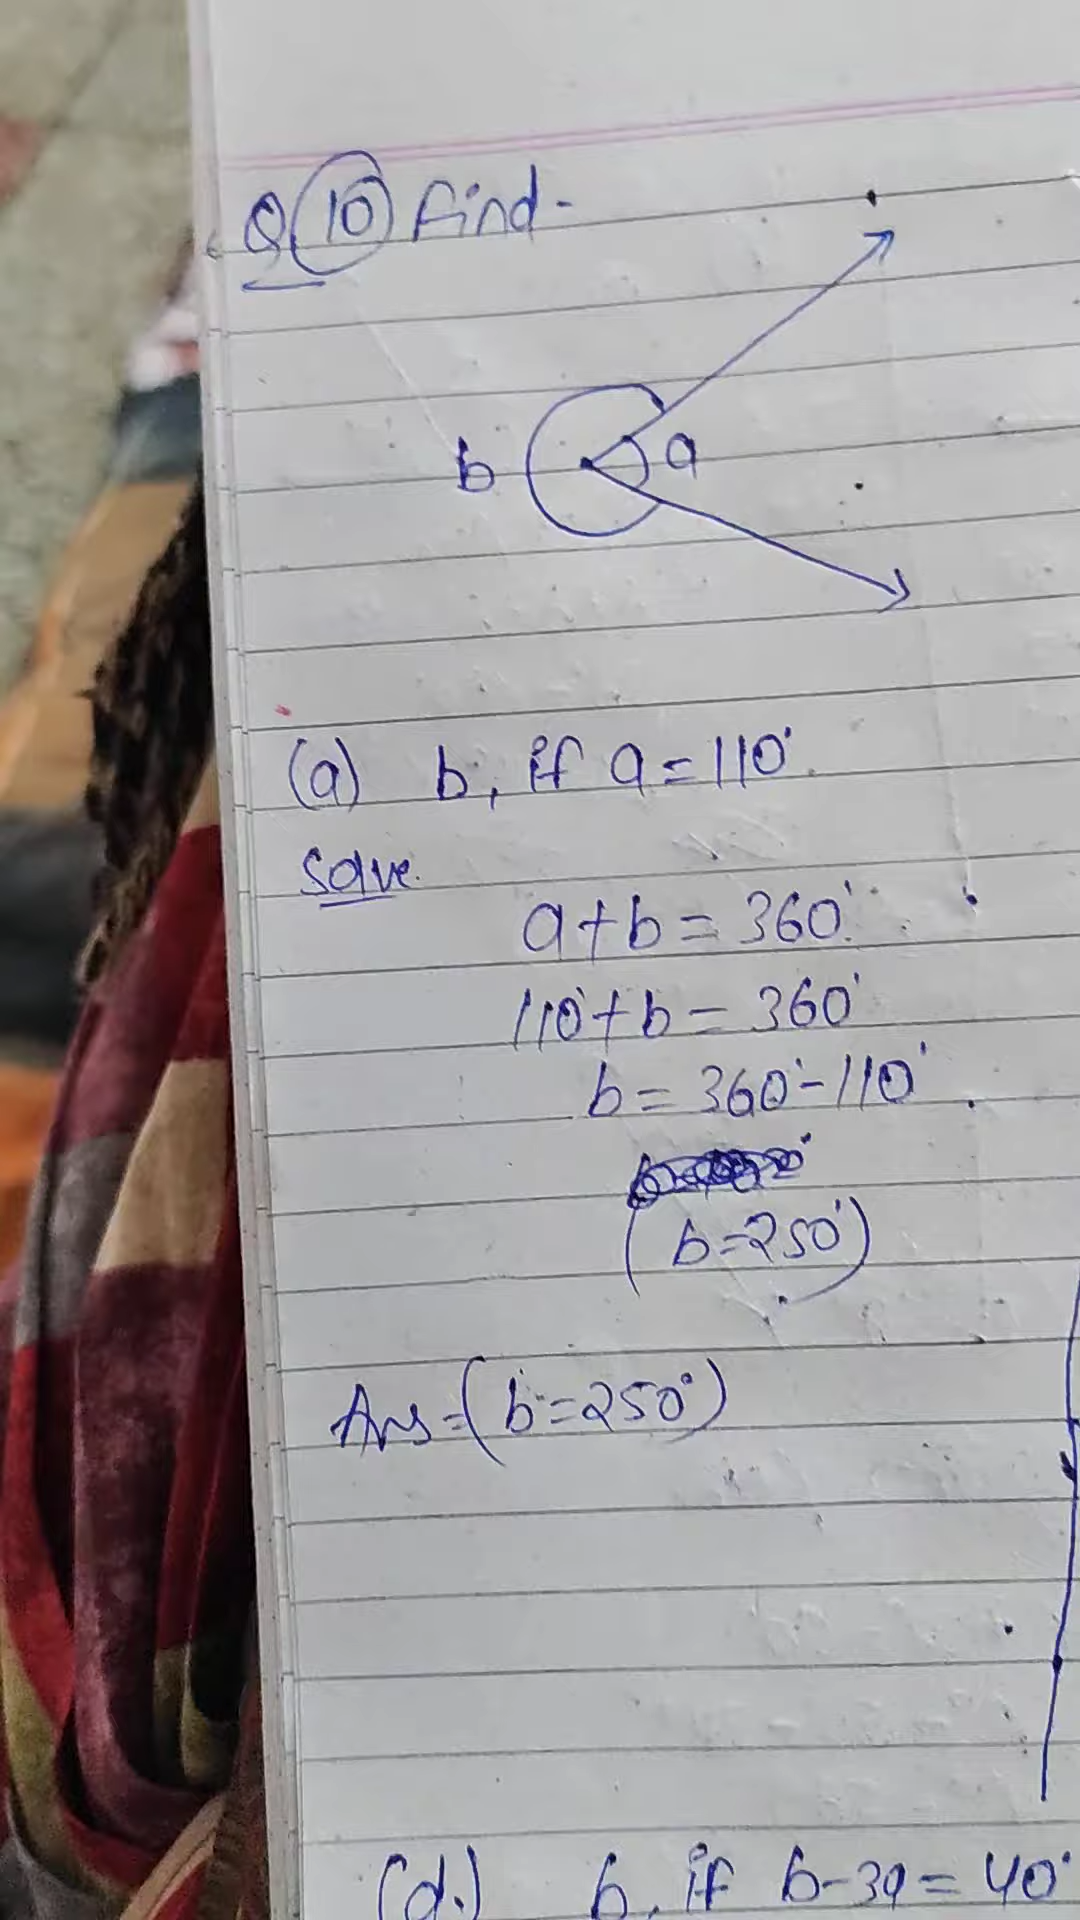 Q 10 find -
b a
(a) b, if a = 110°.
Solve.
a + b = 360°.
110° + b = 360°
b = 360° - 110°
(b = 250°)
Ans = (b = 250°)
(d.) b, if b - 3a = 40°